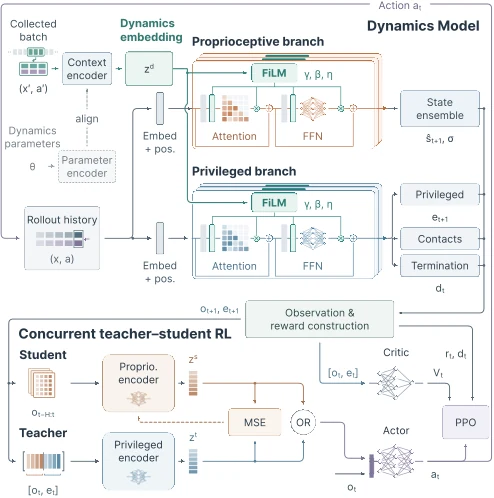 Action aₜ
Dynamics Model
Collected
batch
(x', a')
Context
encoder
Dynamics
embedding
zᵈ
align
Dynamics
parameters
θ
Parameter
encoder
Rollout history
(x, a)
Embed
+ pos.
Proprioceptive branch
FiLM
γ, β, η
Attention
FFN
State
ensemble
ŝₜ₊₁, σ
Privileged branch
FiLM
γ, β, η
Attention
FFN
Embed
+ pos.
Privileged
eₜ₊₁
Contacts
Termination
dₜ
oₜ₊₁, eₜ₊₁
Observation &
reward construction
Concurrent teacher–student RL
Student
oₜ₋H:ₜ
Proprio.
encoder
zˢ
Teacher
[oₜ, eₜ]
Privileged
encoder
zᵗ
MSE
OR
[oₜ, eₜ]
Critic
Vₜ
rₜ, dₜ
PPO
Actor
oₜ
aₜ